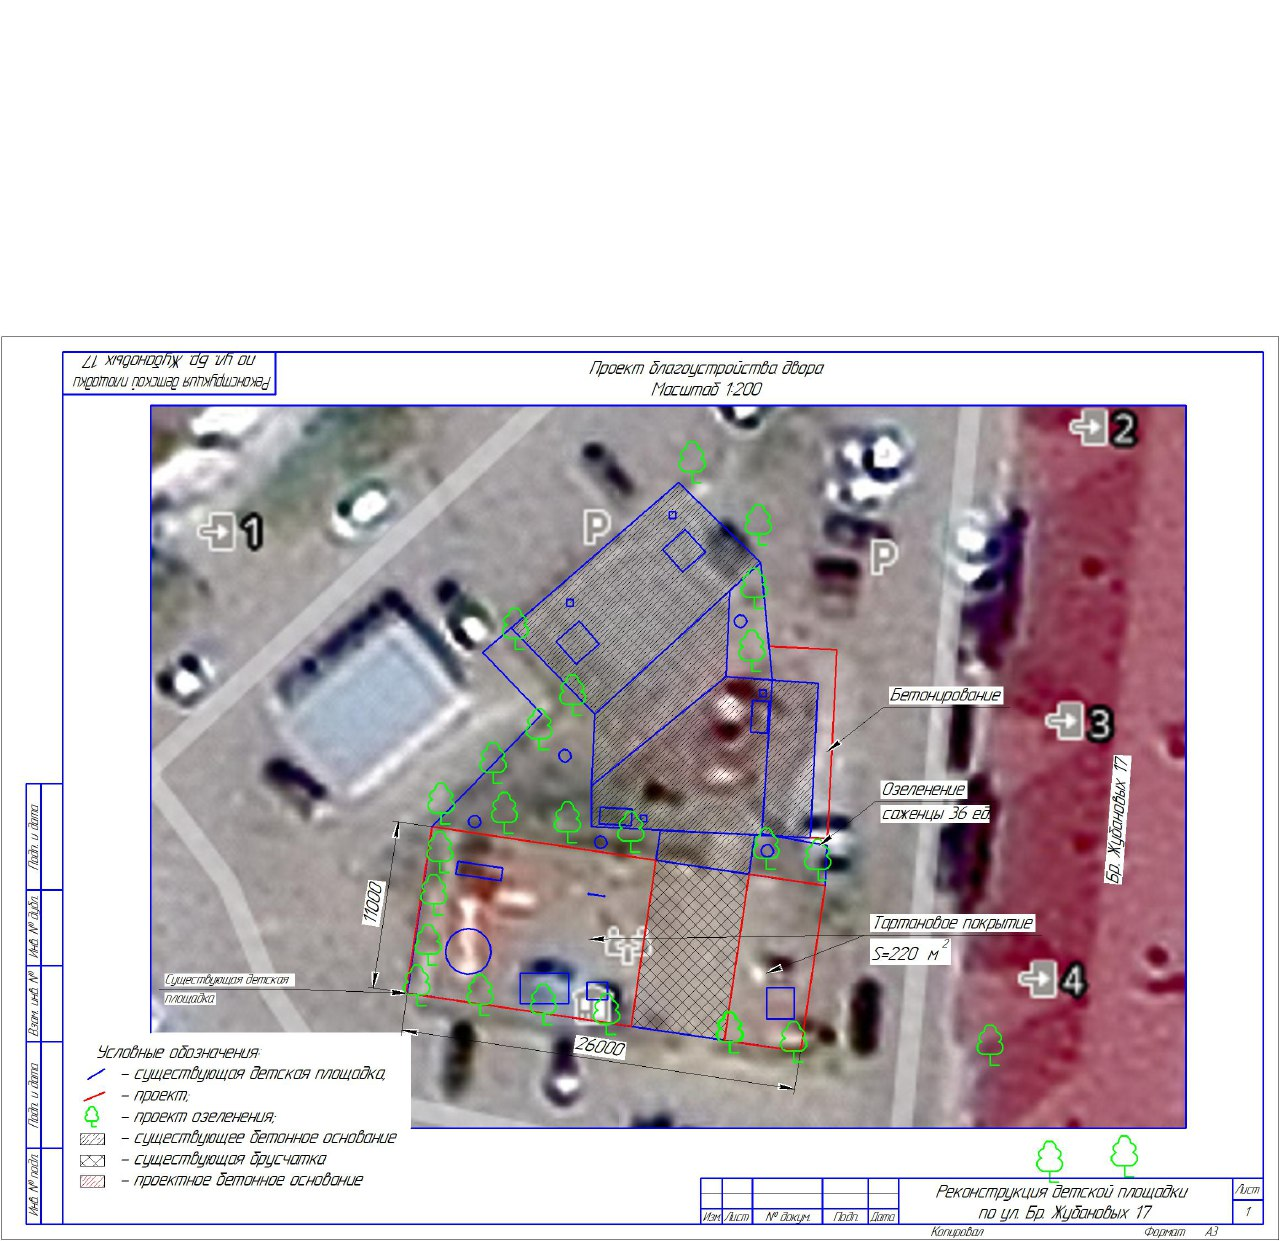 Реконструкция детской площадки
по ул. Бр. Жубановых 17
Проект благоустройства двора
Масштаб 1:200
2
1
P
P
Бетонирование
3
Озеленение
саженцы 36 ед.
Бр. Жубановых 17
11000
Тартановое покрытие
S=220 м²
4
Существующая детская
площадка
26000
Условные обозначения:
– существующая детская площадка;
– проект;
– проект озеленения;
– существующее бетонное основание
– существующая брусчатка
– проектное бетонное основание
Подп. и дата
Инв. № дубл.
Взам. инв. №
Подп. и дата
Инв. № подл.
Изм. Лист № докум. Подп. Дата
Реконструкция детской площадки
по ул. Бр. Жубановых 17
Лист
1
Копировал Формат А3